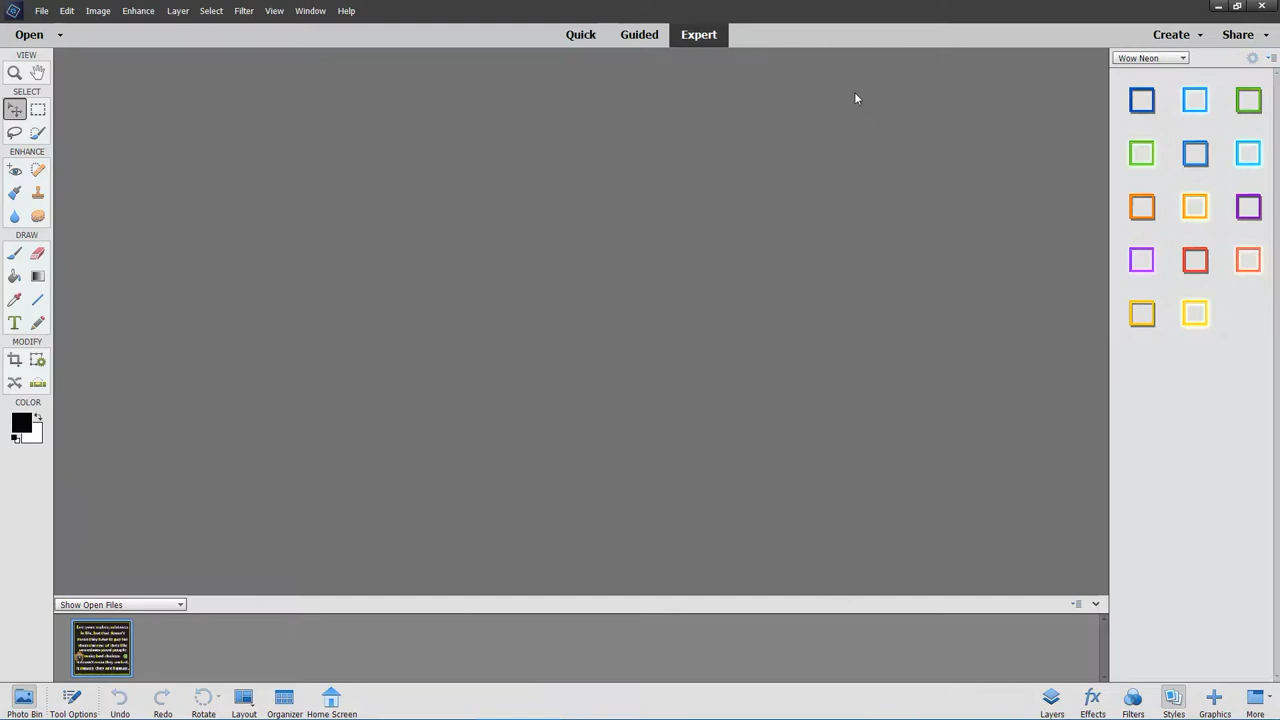 File Edit Image Enhance Layer Select Filter View Window Help
Open Quick Guided Expert Create Share
VIEW
Wow Neon
SELECT
ENHANCE
DRAW
MODIFY
COLOR
Show Open Files
Photo Bin Tool Options Undo Redo Rotate Layout Organizer Home Screen Layers Effects Filters Styles Graphics More